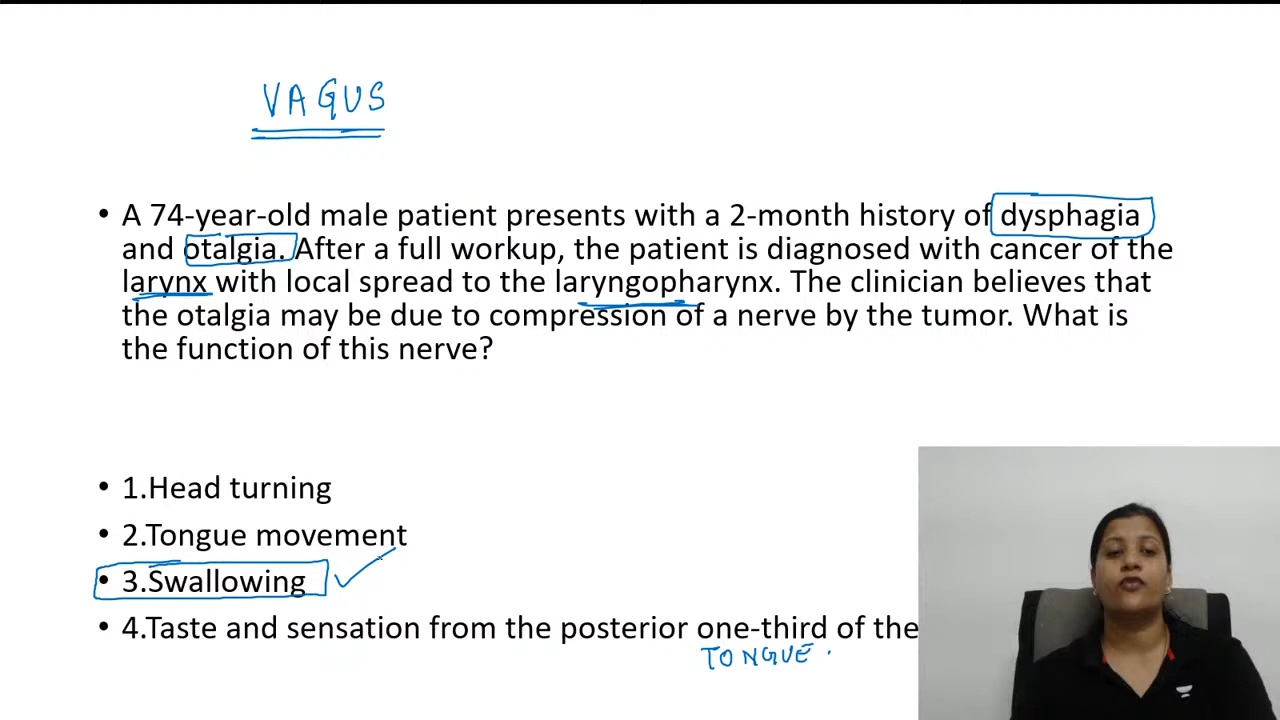 VAGUS
• A 74-year-old male patient presents with a 2-month history of dysphagia
and otalgia. After a full workup, the patient is diagnosed with cancer of the
larynx with local spread to the laryngopharynx. The clinician believes that
the otalgia may be due to compression of a nerve by the tumor. What is
the function of this nerve?
• 1.Head turning
• 2.Tongue movement
• 3.Swallowing
• 4.Taste and sensation from the posterior one-third of the
TONGUE.